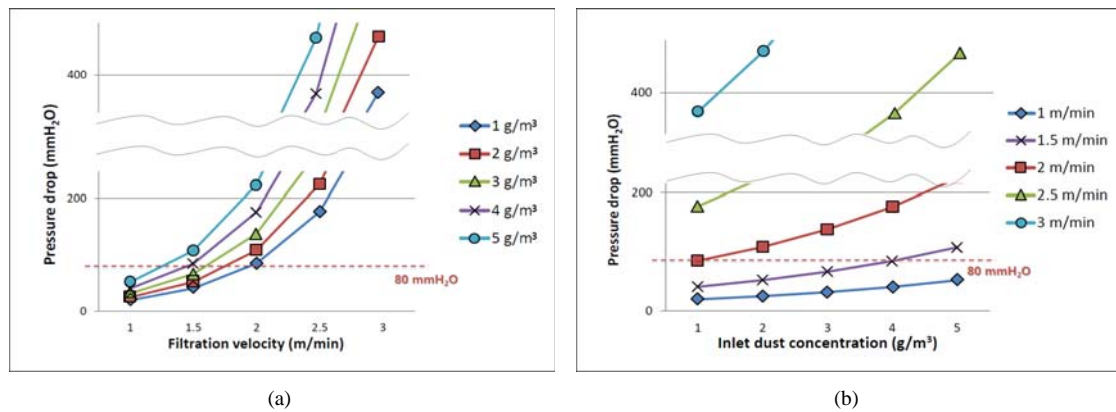 400
200
0
Pressure drop (mmH₂O)
1 1.5 2 2.5 3
Filtration velocity (m/min)
80 mmH₂O
1 g/m³
2 g/m³
3 g/m³
4 g/m³
5 g/m³
(a)
400
200
0
Pressure drop (mmH₂O)
1 2 3 4 5
Inlet dust concentration (g/m³)
80 mmH₂O
1 m/min
1.5 m/min
2 m/min
2.5 m/min
3 m/min
(b)